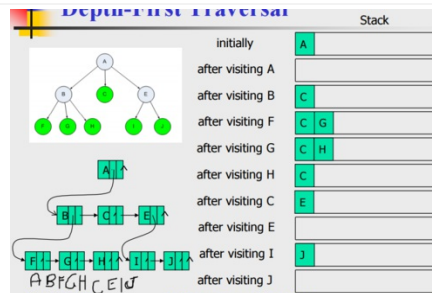 Depth-First Traversal
Stack
initially A
after visiting A
after visiting B C
after visiting F C G
after visiting G C H
after visiting H C
after visiting C E
after visiting E
after visiting I J
after visiting J
A
B C E
F G H I J
A
B C E
F G H I J
A B F G H C E I J